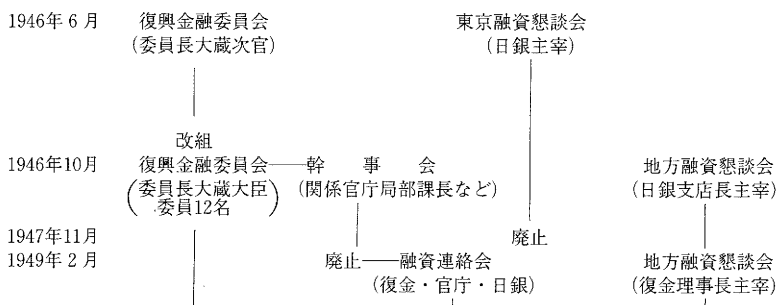 1946年6月 復興金融委員会 東京融資懇談会
(委員長大蔵次官) (日銀主宰)
改組
1946年10月 復興金融委員会――幹事会 地方融資懇談会
(委員長大蔵大臣 (関係官庁局部課長など) (日銀支店長主宰)
委員12名)
1947年11月 廃止
1949年2月 廃止――融資連絡会 地方融資懇談会
(復金・官庁・日銀) (復金理事長主宰)